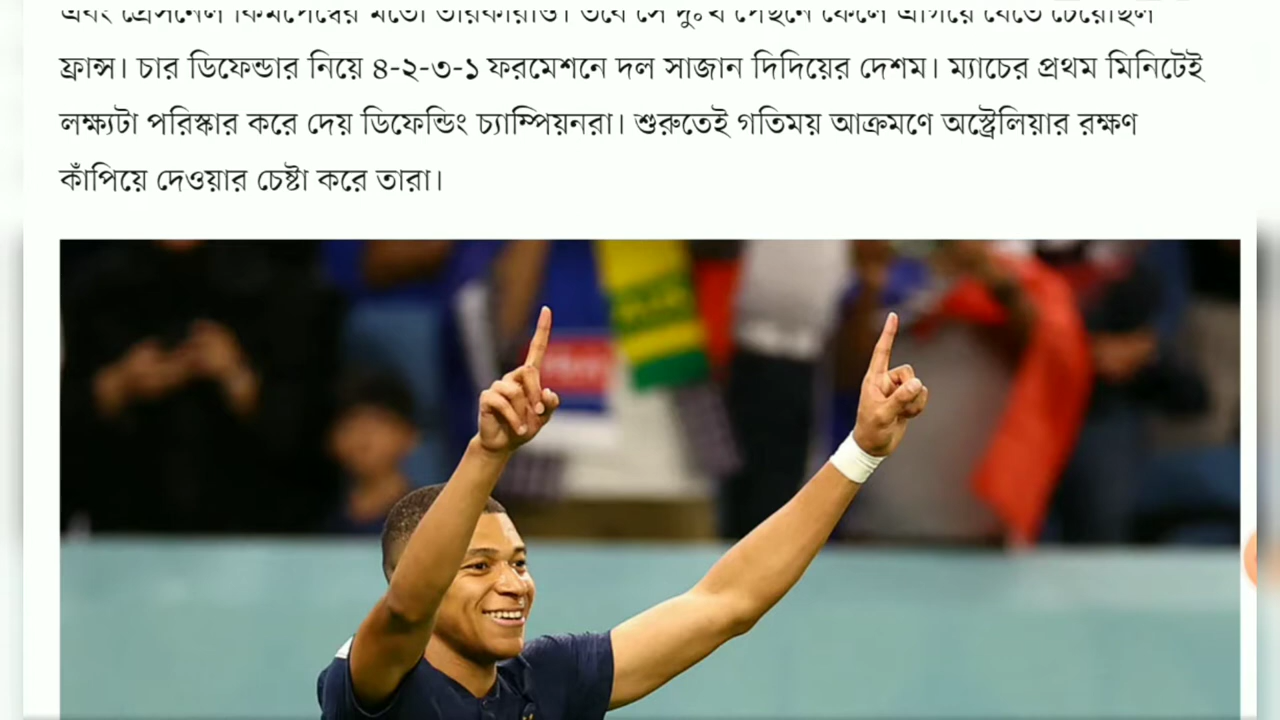 ফ্রান্স। চার ডিফেন্ডার নিয়ে ৪-২-৩-১ ফরমেশনে দল সাজান দিদিয়ের দেশম। ম্যাচের প্রথম মিনিটেই
লক্ষ্যটা পরিস্কার করে দেয় ডিফেন্ডিং চ্যাম্পিয়নরা। শুরুতেই গতিময় আক্রমণে অস্ট্রেলিয়ার রক্ষণ
কাঁপিয়ে দেওয়ার চেষ্টা করে তারা।